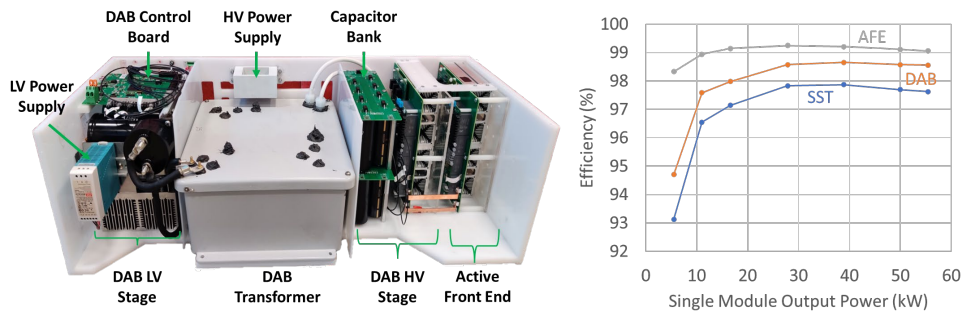 DAB Control
Board
HV Power
Supply
Capacitor
Bank
LV Power
Supply
DAB LV
Stage
DAB
Transformer
DAB HV
Stage
Active
Front End
100
99
98
97
96
95
94
93
92
Efficiency (%)
AFE
DAB
SST
0
10
20
30
40
50
60
Single Module Output Power (kW)